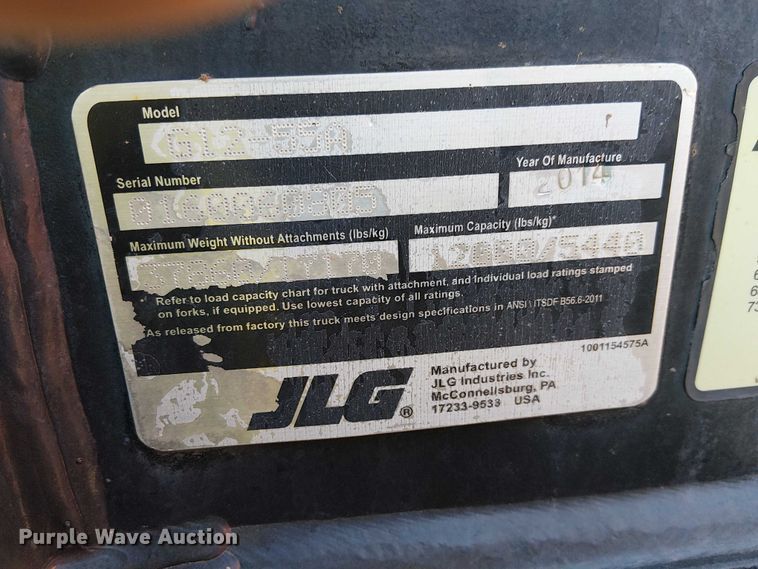 Model
G12-55A
Serial Number
Year Of Manufacture
2014
Maximum Weight Without Attachments (lbs/kg)
Maximum Capacity (lbs/kg)*
12000/5440
* Refer to load capacity chart for truck with attachment, and Individual load ratings stamped
on forks, if equipped. Use lowest capacity of all ratings.
As released from factory this truck meets design specifications in ANSI \ ITSDF B56.6-2011
1001154575A
JLG®
Manufactured by
JLG Industries Inc.
McConnellsburg, PA
17233-9533 USA
Purple Wave Auction